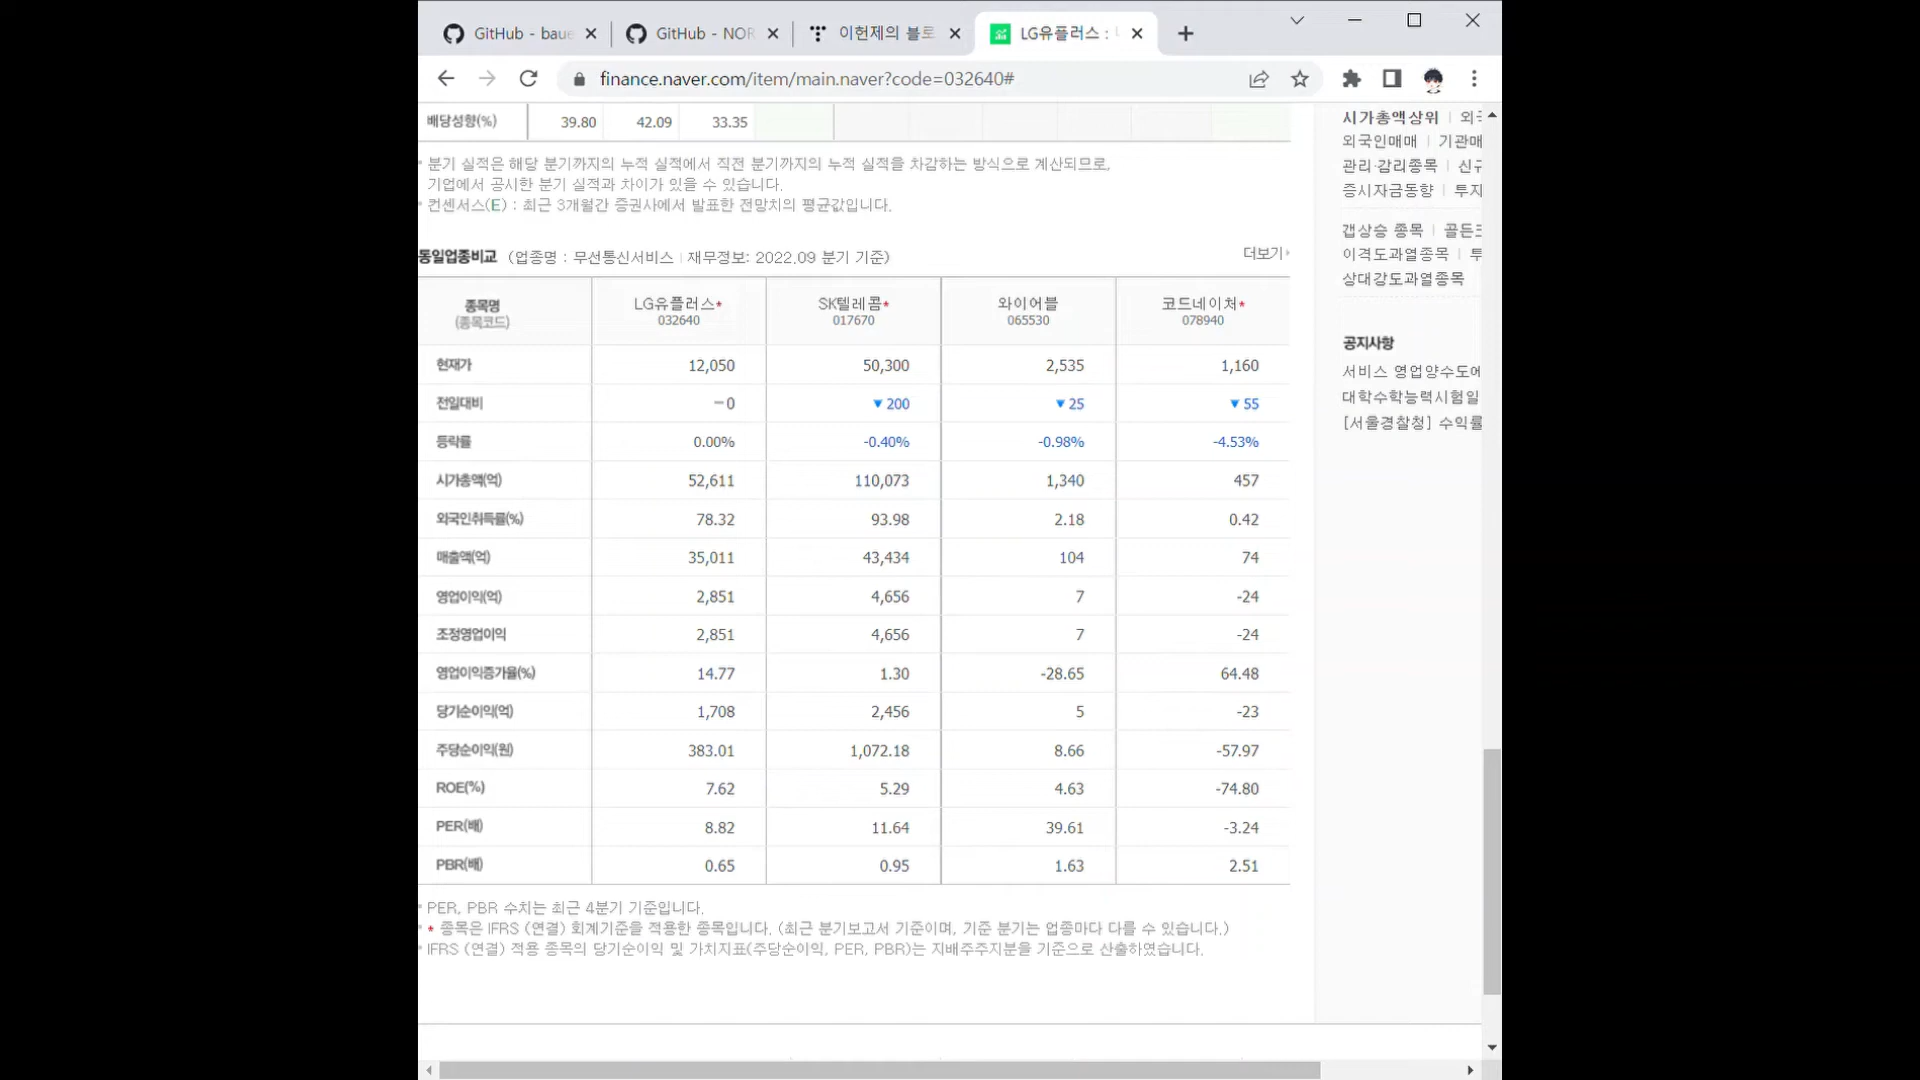 GitHub - baue
GitHub - NOR
이헌제의 블로
LG유플러스 :
finance.naver.com/item/main.naver?code=032640#
배당성향(%) 39.80 42.09 33.35
분기 실적은 해당 분기까지의 누적 실적에서 직전 분기까지의 누적 실적을 차감하는 방식으로 계산되므로,
기업에서 공시한 분기 실적과 차이가 있을 수 있습니다.
컨센서스(E) : 최근 3개월간 증권사에서 발표한 전망치의 평균값입니다.
동일업종비교 (업종명 : 무선통신서비스 | 재무정보: 2022.09 분기 기준) 더보기
종목명 LG유플러스* SK텔레콤* 와이어블 코드네이처*
(종목코드) 032640 017670 065530 078940
현재가 12,050 50,300 2,535 1,160
전일대비 −0 ▼200 ▼25 ▼55
등락률 0.00% -0.40% -0.98% -4.53%
시가총액(억) 52,611 110,073 1,340 457
외국인취득률(%) 78.32 93.98 2.18 0.42
매출액(억) 35,011 43,434 104 74
영업이익(억) 2,851 4,656 7 -24
조정영업이익 2,851 4,656 7 -24
영업이익증가율(%) 14.77 1.30 -28.65 64.48
당기순이익(억) 1,708 2,456 5 -23
주당순이익(원) 383.01 1,072.18 8.66 -57.97
ROE(%) 7.62 5.29 4.63 -74.80
PER(배) 8.82 11.64 39.61 -3.24
PBR(배) 0.65 0.95 1.63 2.51
PER, PBR 수치는 최근 4분기 기준입니다.
* 종목은 IFRS (연결) 회계기준을 적용한 종목입니다. (최근 분기보고서 기준이며, 기준 분기는 업종마다 다를 수 있습니다.)
IFRS (연결) 적용 종목의 당기순이익 및 가치지표(주당순이익, PER, PBR)는 지배주주지분을 기준으로 산출하였습니다.
시가총액상위 | 외국
외국인매매 | 기관매
관리·감리종목 | 신규
증시자금동향 | 투자
갭상승 종목 | 골든크
이격도과열종목 | 투
상대강도과열종목
공지사항
서비스 영업양수도에
대학수학능력시험일
[서울경찰청] 수익률